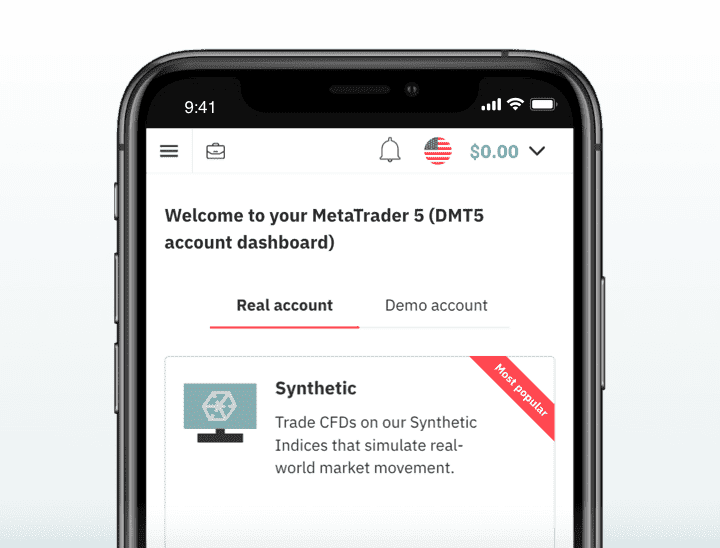 9:41
$0.00
Welcome to your MetaTrader 5 (DMT5
account dashboard)
Real account
Demo account
Most popular
Synthetic
Trade CFDs on our Synthetic
Indices that simulate real-
world market movement.